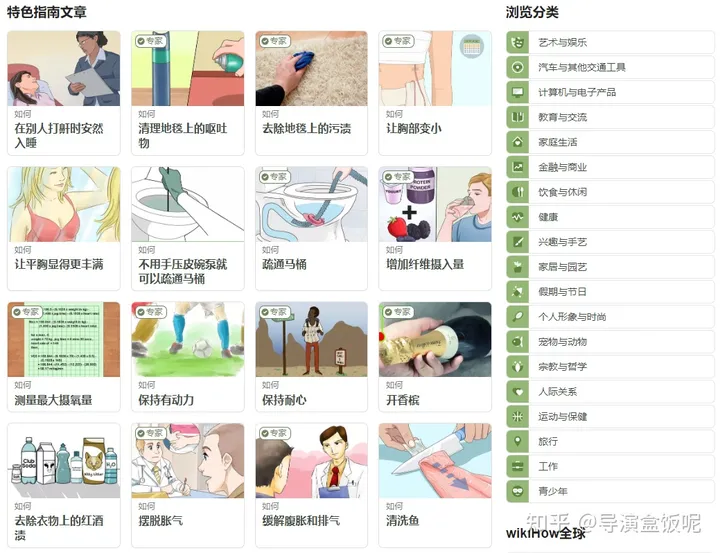 特色指南文章
专家
专家
专家
如何
在别人打鼾时安然
入睡
如何
清理地毯上的呕吐
物
如何
去除地毯上的污渍
如何
让胸部变小
专家
专家
如何
让平胸显得更丰满
如何
不用手压皮碗泵就
可以疏通马桶
如何
疏通马桶
PROTEIN
POWDER
如何
增加纤维摄入量
专家
专家
专家
如何
测量最大摄氧量
如何
保持有动力
如何
保持耐心
如何
开香槟
Club
Soda
H₂O
专家
专家
如何
去除衣物上的红酒
渍
如何
摆脱胀气
如何
缓解腹胀和排气
如何
清洗鱼
浏览分类
艺术与娱乐
汽车与其他交通工具
计算机与电子产品
教育与交流
家庭生活
金融与商业
饮食与休闲
健康
兴趣与手艺
家居与园艺
假期与节日
个人形象与时尚
宠物与动物
宗教与哲学
人际关系
运动与保健
旅行
工作
青少年
wikiHow全球
知乎 @导演盒饭呢